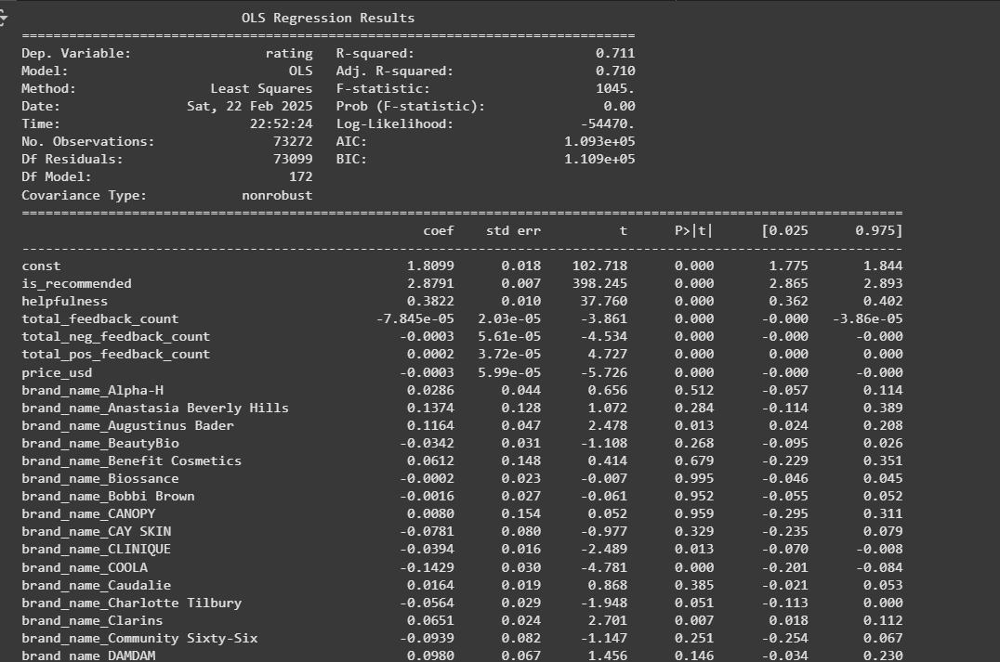 OLS Regression Results
==============================================================================
Dep. Variable: rating R-squared: 0.711
Model: OLS Adj. R-squared: 0.710
Method: Least Squares F-statistic: 1045.
Date: Sat, 22 Feb 2025 Prob (F-statistic): 0.00
Time: 22:52:24 Log-Likelihood: -54470.
No. Observations: 73272 AIC: 1.093e+05
Df Residuals: 73099 BIC: 1.109e+05
Df Model: 172
Covariance Type: nonrobust
==============================================================================
coef std err t P>|t| [0.025 0.975]
------------------------------------------------------------------------------
const 1.8099 0.018 102.718 0.000 1.775 1.844
is_recommended 2.8791 0.007 398.245 0.000 2.865 2.893
helpfulness 0.3822 0.010 37.760 0.000 0.362 0.402
total_feedback_count -7.845e-05 2.03e-05 -3.861 0.000 -0.000 -3.86e-05
total_neg_feedback_count -0.0003 5.61e-05 -4.534 0.000 -0.000 -0.000
total_pos_feedback_count 0.0002 3.72e-05 4.727 0.000 0.000 0.000
price_usd -0.0003 5.99e-05 -5.726 0.000 -0.000 -0.000
brand_name_Alpha-H 0.0286 0.044 0.656 0.512 -0.057 0.114
brand_name_Anastasia Beverly Hills 0.1374 0.128 1.072 0.284 -0.114 0.389
brand_name_Augustinus Bader 0.1164 0.047 2.478 0.013 0.024 0.208
brand_name_BeautyBio -0.0342 0.031 -1.108 0.268 -0.095 0.026
brand_name_Benefit Cosmetics 0.0612 0.148 0.414 0.679 -0.229 0.351
brand_name_Biossance -0.0002 0.023 -0.007 0.995 -0.046 0.045
brand_name_Bobbi Brown -0.0016 0.027 -0.061 0.952 -0.055 0.052
brand_name_CANOPY 0.0080 0.154 0.052 0.959 -0.295 0.311
brand_name_CAY SKIN -0.0781 0.080 -0.977 0.329 -0.235 0.079
brand_name_CLINIQUE -0.0394 0.016 -2.489 0.013 -0.070 -0.008
brand_name_COOLA -0.1429 0.030 -4.781 0.000 -0.201 -0.084
brand_name_Caudalie 0.0164 0.019 0.868 0.385 -0.021 0.053
brand_name_Charlotte Tilbury -0.0564 0.029 -1.948 0.051 -0.113 0.000
brand_name_Clarins 0.0651 0.024 2.701 0.007 0.018 0.112
brand_name_Community Sixty-Six -0.0939 0.082 -1.147 0.251 -0.254 0.067
brand_name_DAMDAM 0.0980 0.067 1.456 0.146 -0.034 0.230